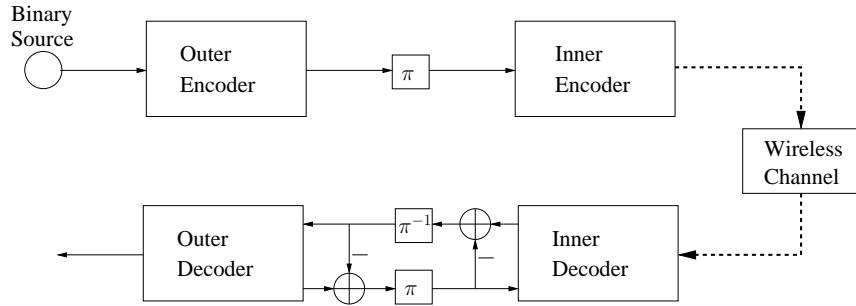 Binary
Source
Outer
Encoder
π
Inner
Encoder
Wireless
Channel
Outer
Decoder
π⁻¹
−
π
−
Inner
Decoder